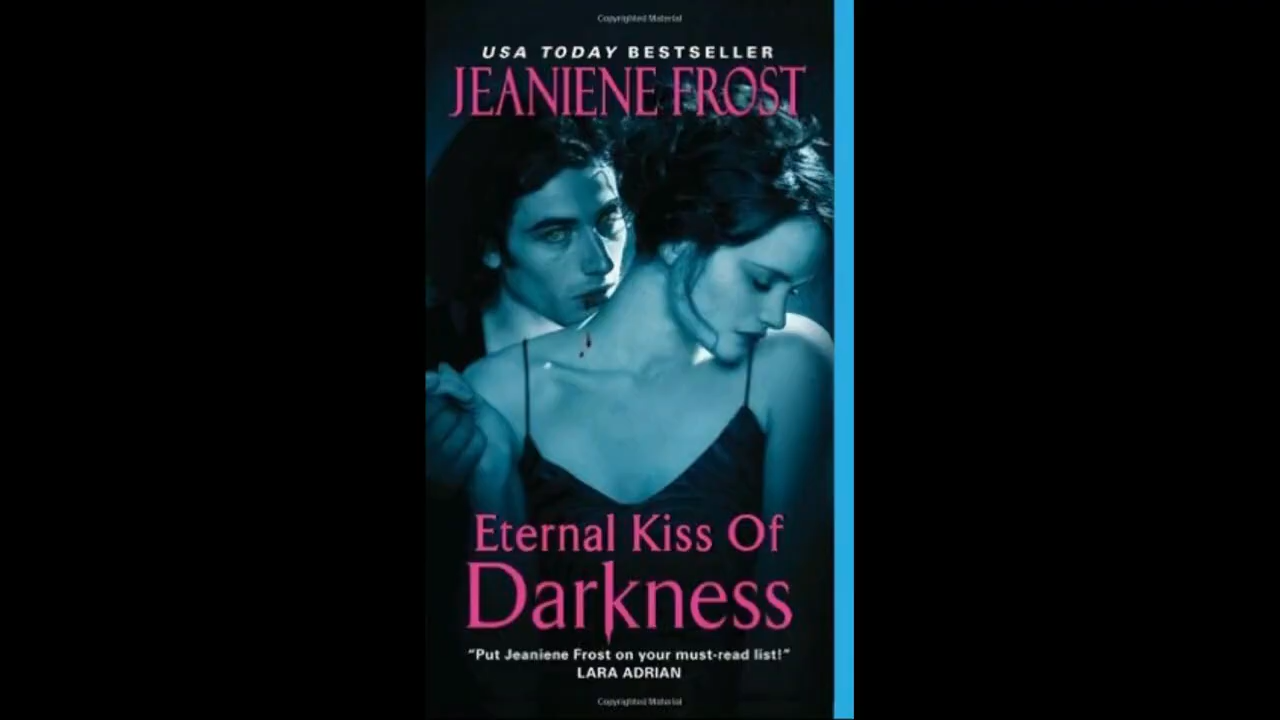 Copyrighted Material
USA TODAY BESTSELLER
JEANIENE FROST
Eternal Kiss Of
Darkness
"Put Jeaniene Frost on your must-read list!"
LARA ADRIAN
Copyrighted Material